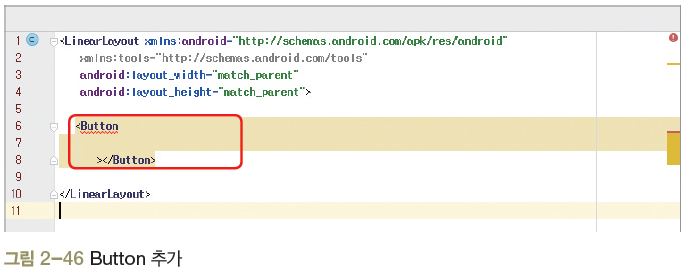 1 C <LinearLayout xmlns:android="http://schemas.android.com/apk/res/android"
2 xmlns:tools="http://schemas.android.com/tools"
3 android:layout_width="match_parent"
4 android:layout_height="match_parent">
5
6 <Button
7
8 ></Button>
9
10 </LinearLayout>
11
그림 2-46 Button 추가